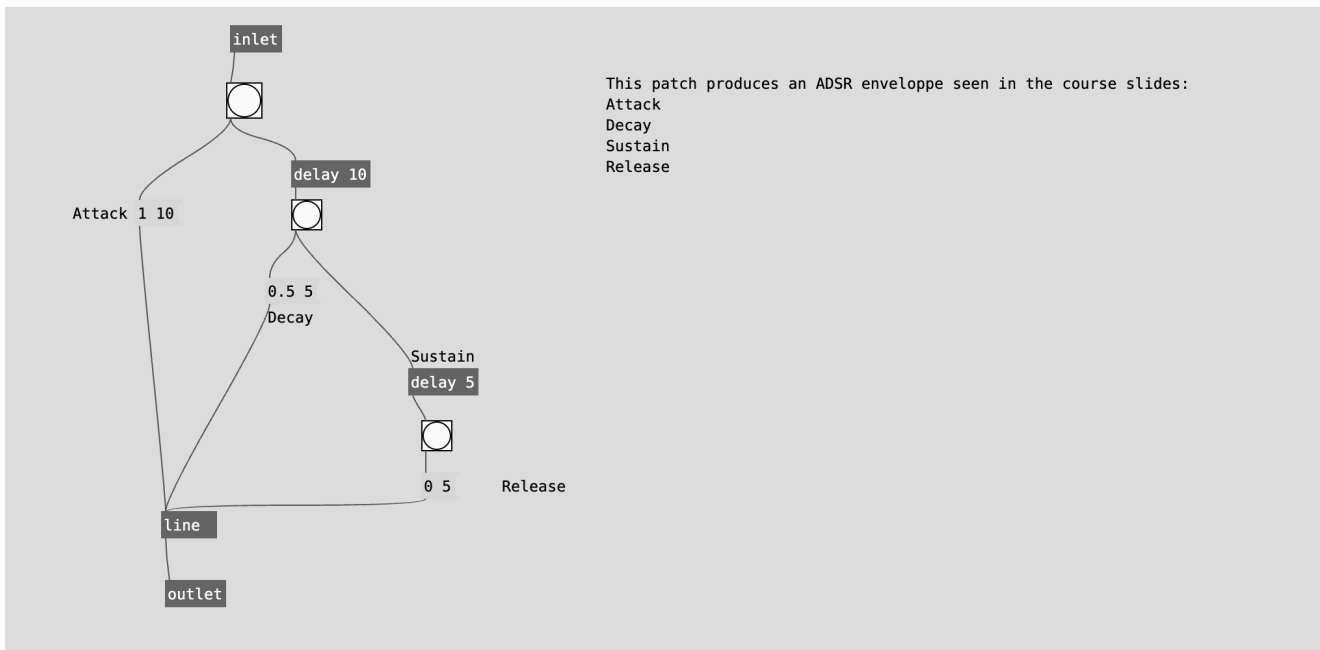 inlet
This patch produces an ADSR enveloppe seen in the course slides:
Attack
Decay
Sustain
Release
delay 10
Attack 1 10
0.5 5
Decay
Sustain
delay 5
0 5 Release
line
outlet